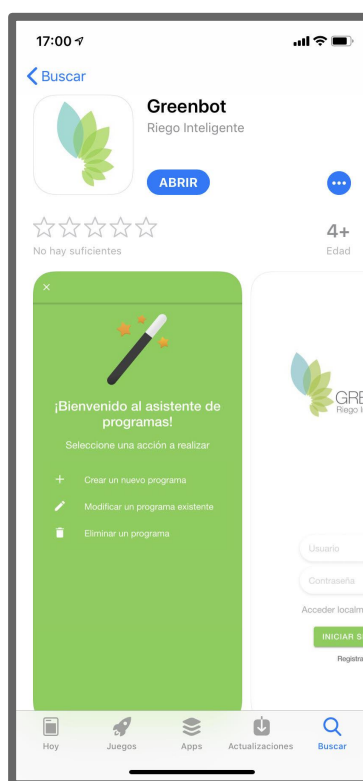 17:00
Buscar
Greenbot
Riego Inteligente
ABRIR
No hay suficientes
4+
Edad
¡Bienvenido al asistente de
programas!
Seleccione una acción a realizar
Crear un nuevo programa
Modificar un programa existente
Eliminar un programa
GRE
Riego I
Usuario
Contraseña
Acceder localm
INICIAR S
Registra
Hoy
Juegos
Apps
Actualizaciones
Buscar